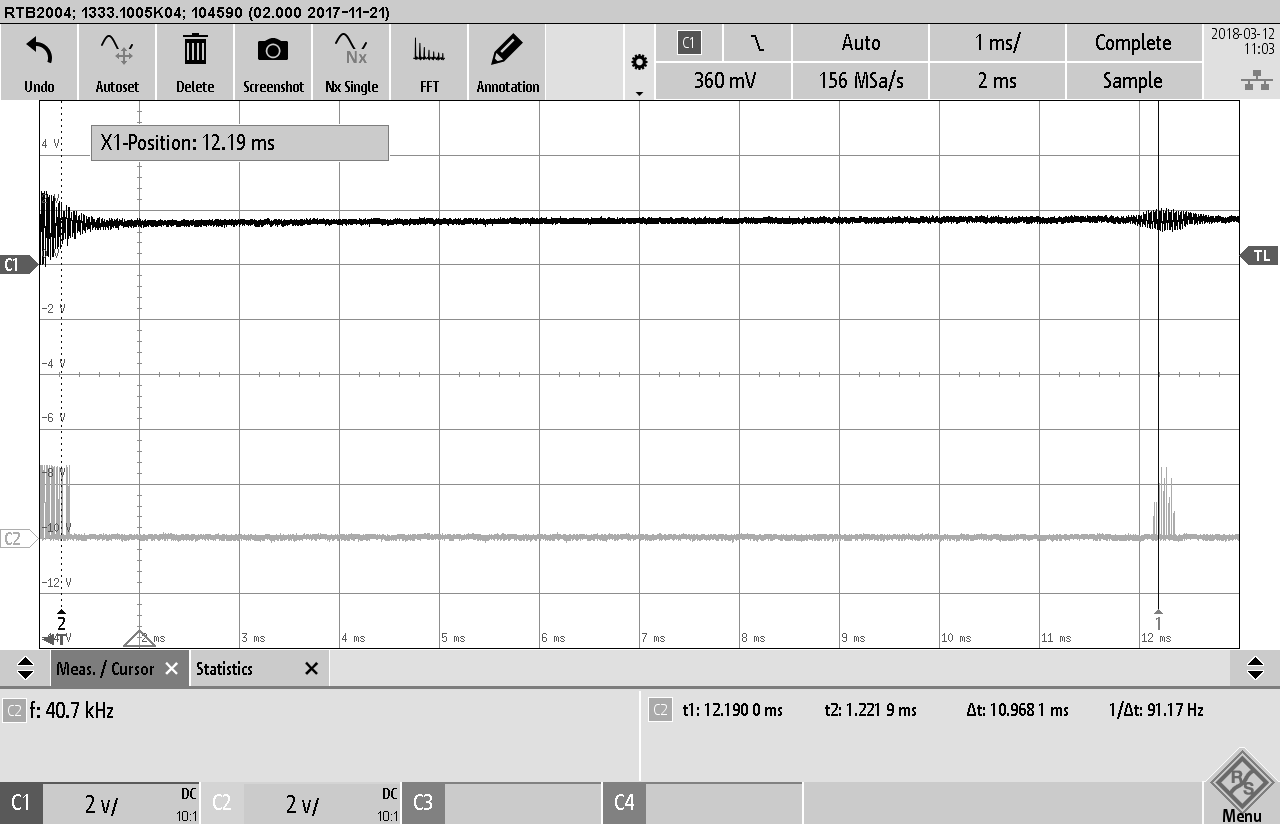 RTB2004; 1333.1005K04; 104590 (02.000 2017-11-21)
Undo Autoset Delete Screenshot Nx Single FFT Annotation
Nx
C1 Auto 1 ms/ Complete
360 mV 156 MSa/s 2 ms Sample
2018-03-12
11:03
X1-Position: 12.19 ms
4 V
C1
TL
-2 V
-4 V
-6 V
-8 V
-10 V
C2
-12 V
2
1
T
2 ms 3 ms 4 ms 5 ms 6 ms 7 ms 8 ms 9 ms 10 ms 11 ms 12 ms
Meas. / Cursor Statistics
C2 f: 40.7 kHz
C2 t1: 12.190 0 ms t2: 1.221 9 ms Δt: 10.968 1 ms 1/Δt: 91.17 Hz
C1 2 V/ DC 10:1
C2 2 V/ DC 10:1
C3
C4
R S
Menu